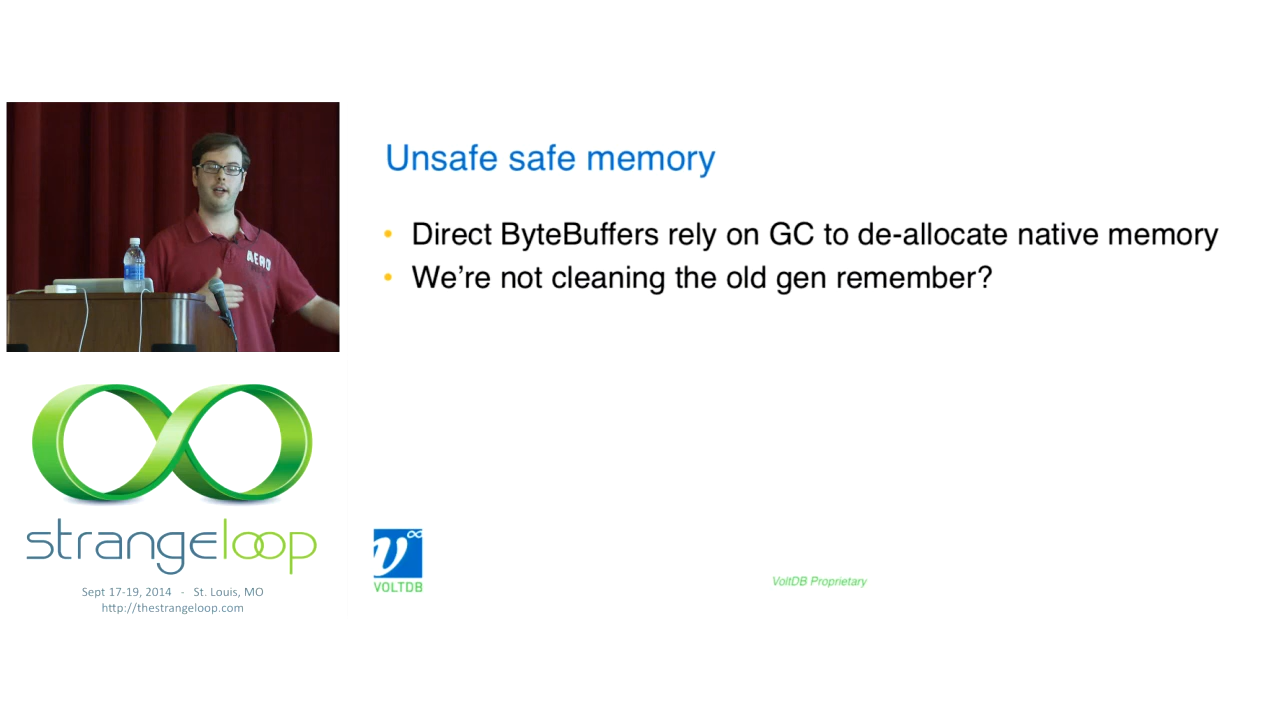 Unsafe safe memory
• Direct ByteBuffers rely on GC to de-allocate native memory
• We're not cleaning the old gen remember?
AERO
strangeloop
Sept 17-19, 2014 - St. Louis, MO
http://thestrangeloop.com
V∞
VOLTDB
VoltDB Proprietary